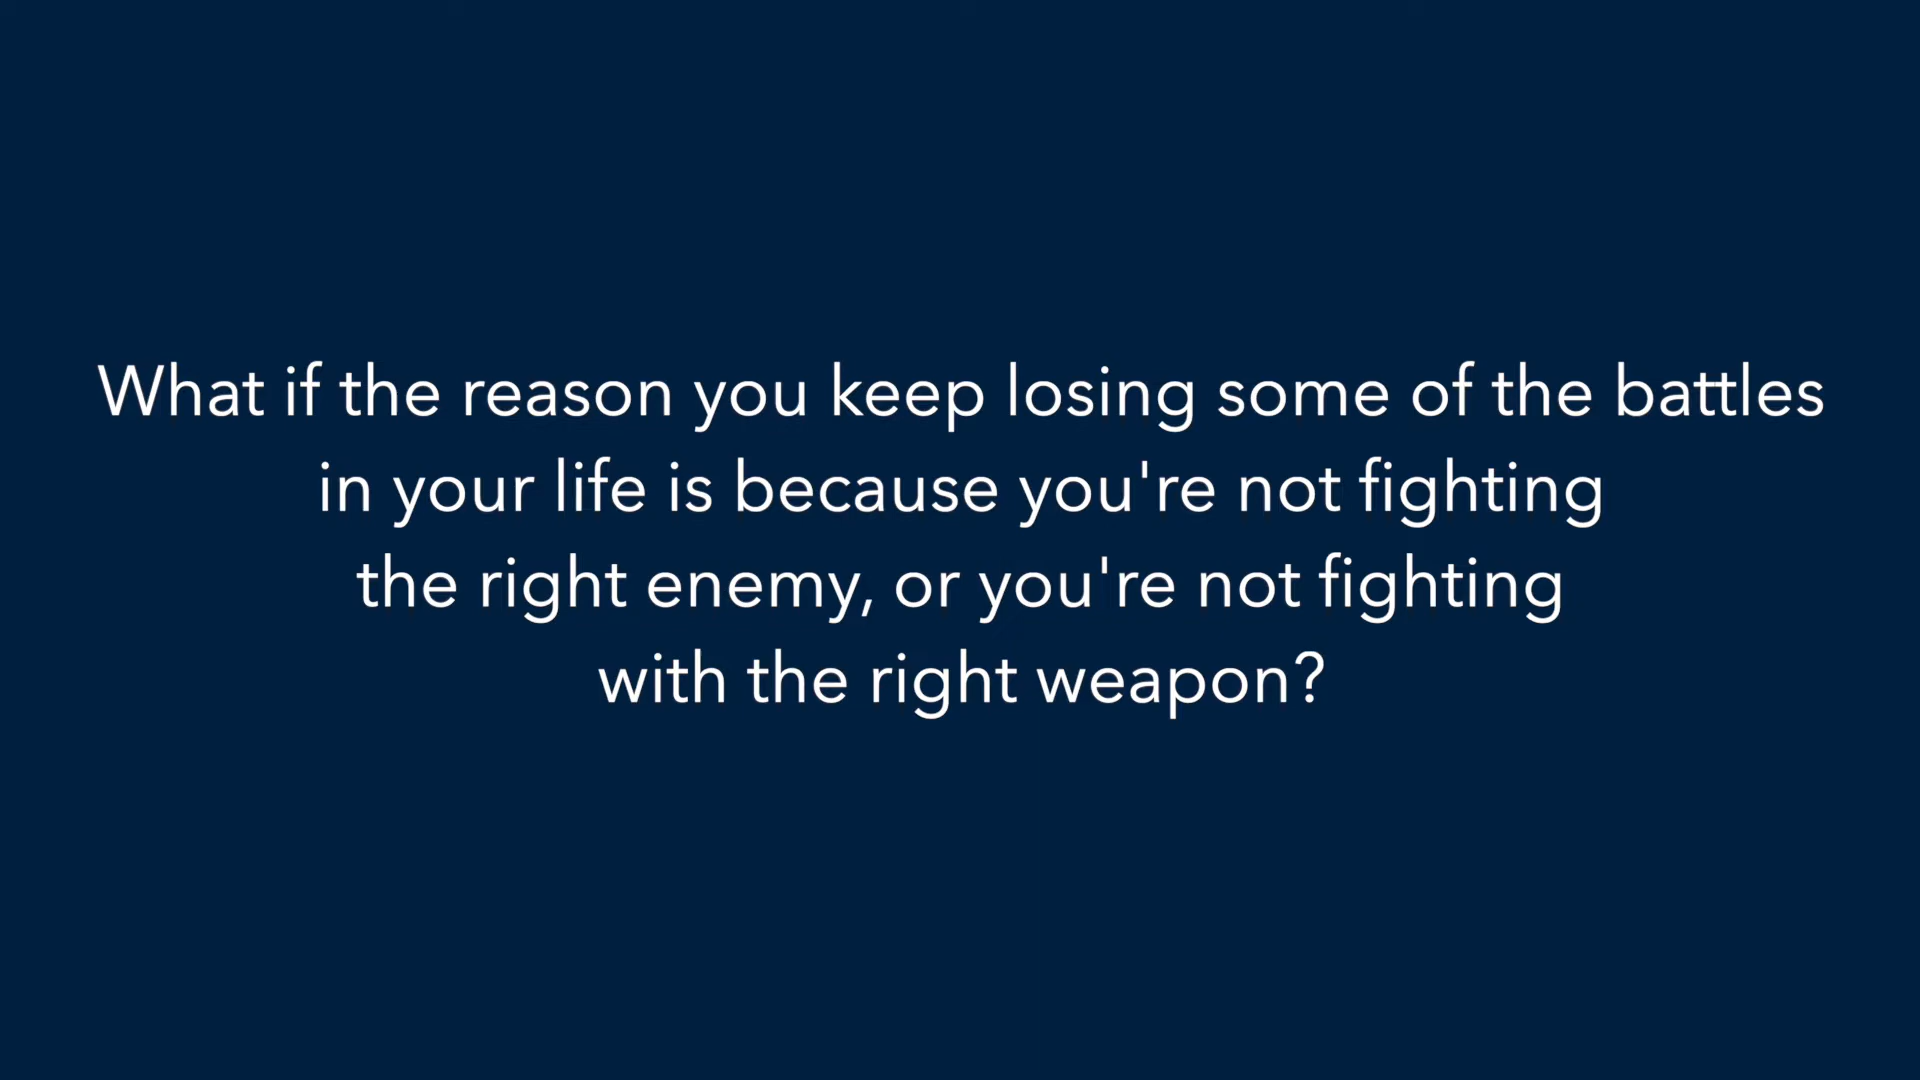 What if the reason you keep losing some of the battles
in your life is because you're not fighting
the right enemy, or you're not fighting
with the right weapon?